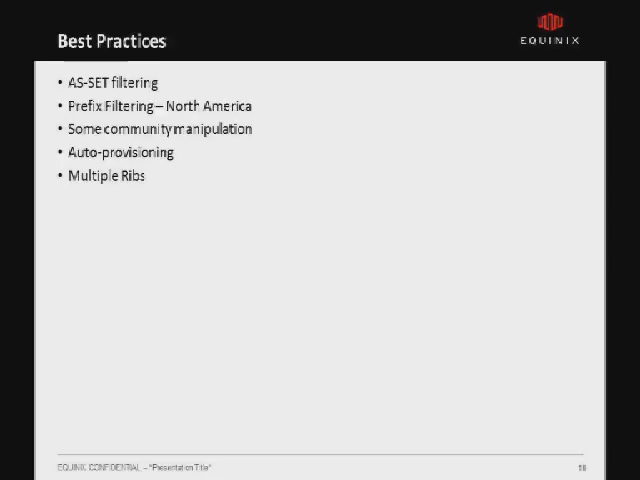 Best Practices
EQUINIX
• AS-SET filtering
• Prefix Filtering – North America
• Some community manipulation
• Auto-provisioning
• Multiple Ribs
EQUINIX CONFIDENTIAL – "Presentation Title"